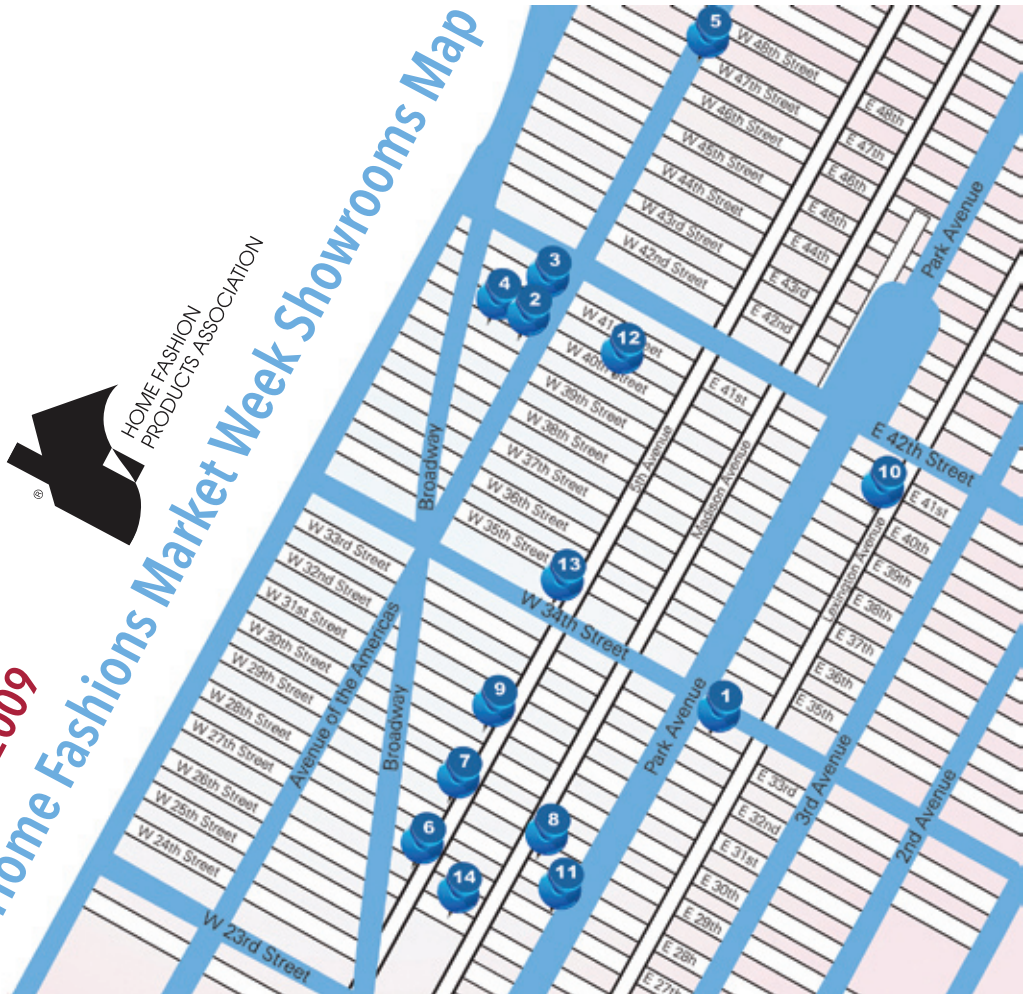 2009
Home Fashions Market Week Showrooms Map
®
HOME FASHION
PRODUCTS ASSOCIATION
5
W 48th Street
W 47th Street
W 46th Street
W 45th Street
W 44th Street
W 43rd Street
W 42nd Street
E 48th
E 47th
E 46th
E 45th
E 44th
E 43rd
E 42nd
Park Avenue
3
4
2
12
W 40th Street
W 39th Street
W 38th Street
W 37th Street
W 36th Street
W 35th Street
E 41st
5th Avenue
Madison Avenue
Broadway
E 42th Street
10
E 41st
E 40th
E 39th
E 38th
E 37th
E 36th
E 35th
Lexington Avenue
13
W 34th Street
W 33rd Street
W 32nd Street
W 31st Street
W 30th Street
W 29th Street
W 28th Street
W 27th Street
W 26th Street
W 25th Street
W 24th Street
W 23rd Street
Avenue of the Americas
Broadway
9
7
6
14
8
11
1
Park Avenue
3rd Avenue
2nd Avenue
E 33rd
E 32nd
E 31st
E 30th
E 29th
E 28h
E 27th